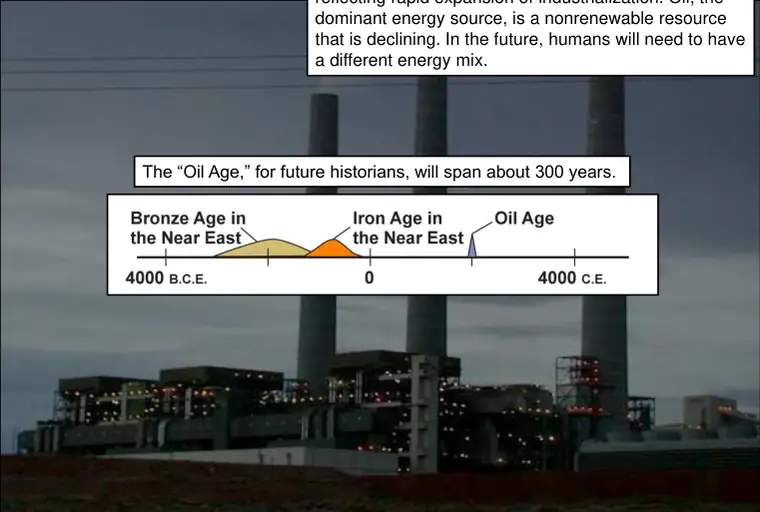 reflecting rapid expansion of industrialization. Oil, the
dominant energy source, is a nonrenewable resource
that is declining. In the future, humans will need to have
a different energy mix.
The “Oil Age,” for future historians, will span about 300 years.
Bronze Age in
the Near East
Iron Age in
the Near East
Oil Age
4000 B.C.E.
0
4000 C.E.